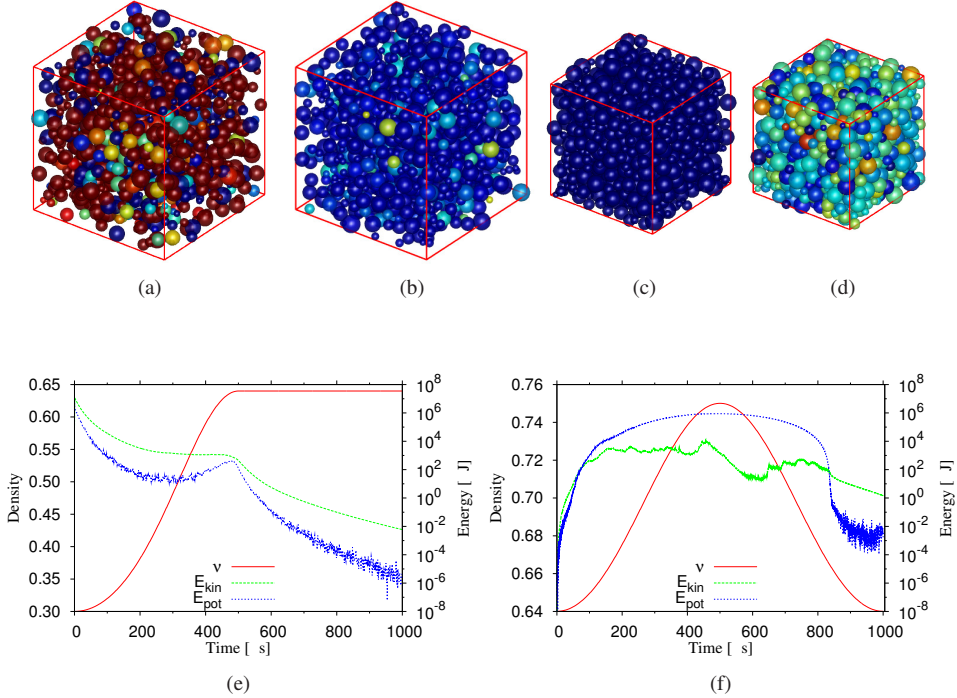 (a) (b) (c) (d)
0.65
0.60
0.55
0.50
0.45
0.40
0.35
0.30
Density
10^8
10^6
10^4
10^2
10^0
10^-2
10^-4
10^-6
10^-8
Energy [ J]
ν
E_kin
E_pot
0 200 400 600 800 1000
Time [ s]
(e)
0.76
0.74
0.72
0.70
0.68
0.66
0.64
Density
10^8
10^6
10^4
10^2
10^0
10^-2
10^-4
10^-6
10^-8
Energy [ J]
ν
E_kin
E_pot
0 200 400 600 800 1000
Time [ s]
(f)